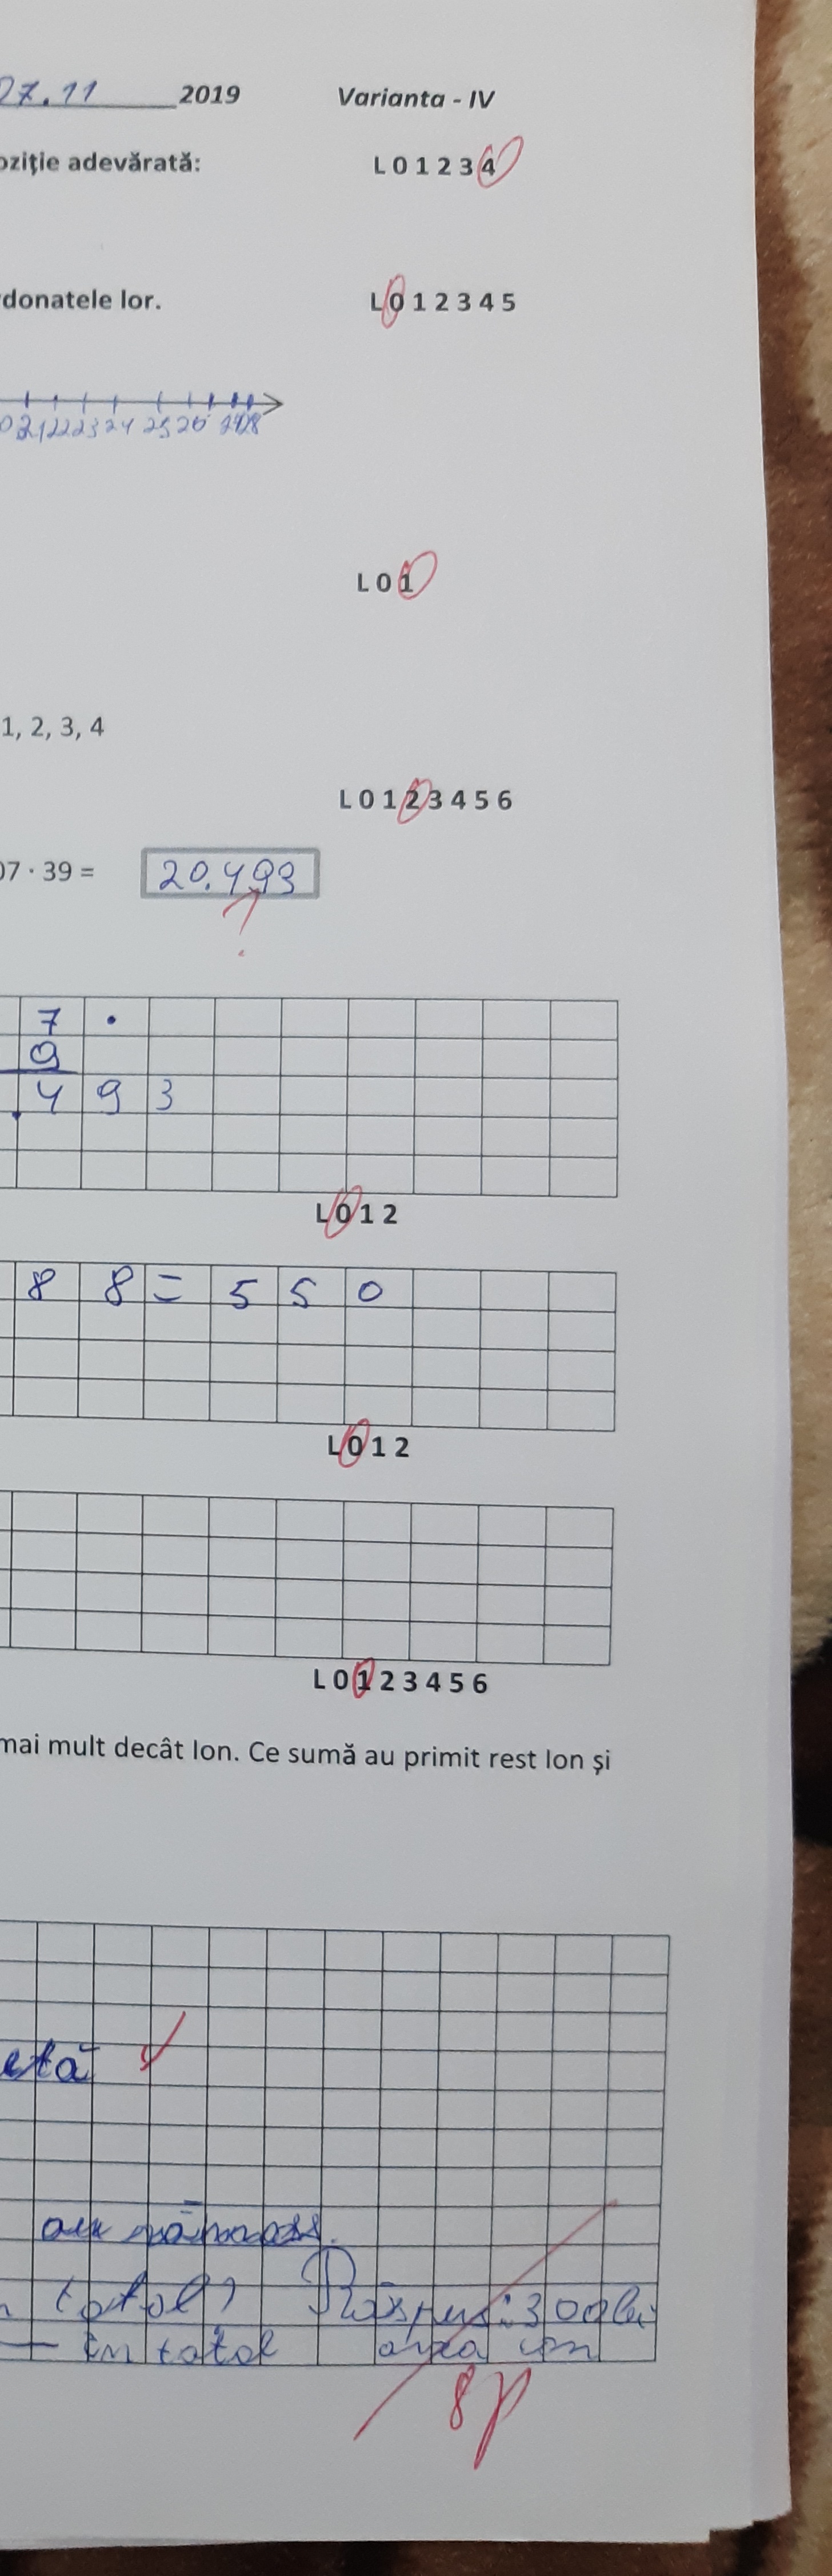 27.11 2019 Varianta - IV
oziție adevărată: L 0 1 2 3 4
donatele lor. L 0 1 2 3 4 5
21 22 23 24 25 26 27 28
L 0 1
1, 2, 3, 4
L 0 1 2 3 4 5 6
07 · 39 = 20.493
?
7 ·
9
. 4 9 3
L 0 1 2
8 8 = 5 5 0
L 0 1 2
L 0 1 2 3 4 5 6
mai mult decât Ion. Ce sumă au primit rest Ion și
etă
au rămas.
total) Răspuns: 300 lei
— în total avea
8p